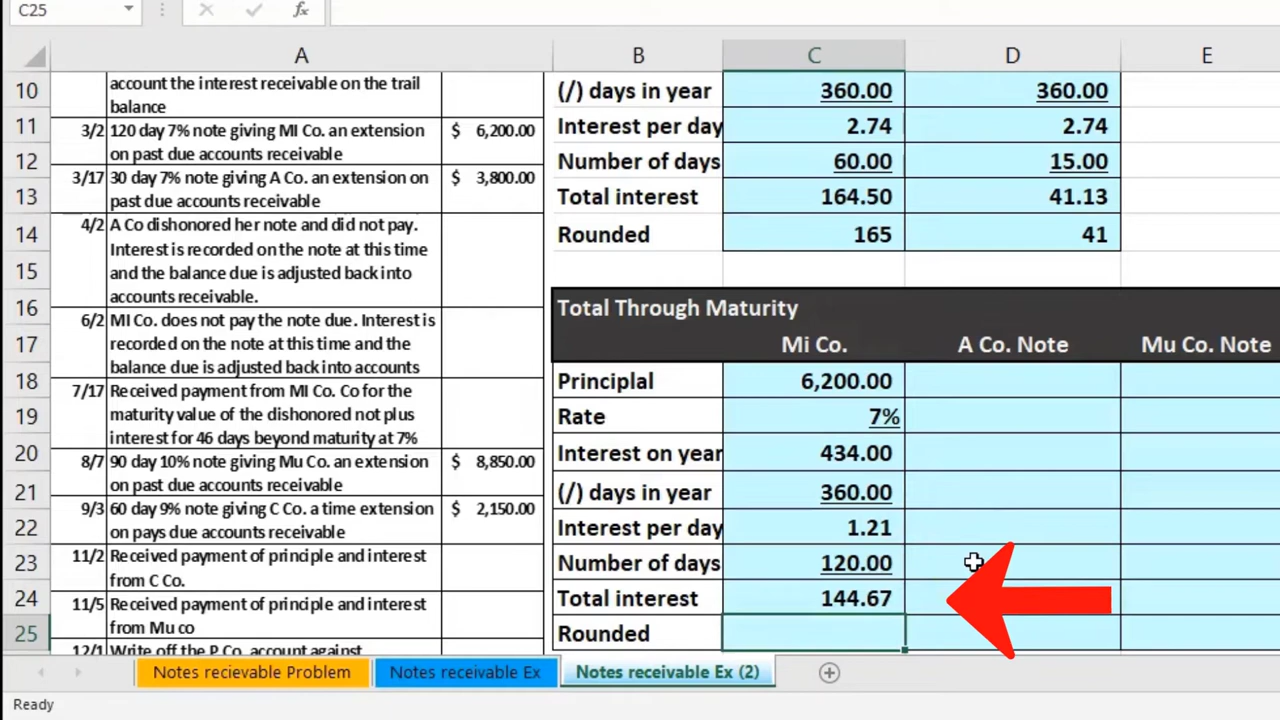 C25
fx
A B C D E
10 account the interest receivable on the trail
balance
(/) days in year 360.00 360.00
11 3/2 120 day 7% note giving MI Co. an extension $ 6,200.00
on past due accounts receivable
Interest per day 2.74 2.74
12 Number of days 60.00 15.00
13 3/17 30 day 7% note giving A Co. an extension on $ 3,800.00
past due accounts receivable
Total interest 164.50 41.13
14 4/2 A Co dishonored her note and did not pay.
Interest is recorded on the note at this time
and the balance due is adjusted back into
accounts receivable.
Rounded 165 41
15
16 6/2 MI Co. does not pay the note due. Interest is
recorded on the note at this time and the
balance due is adjusted back into accounts
Total Through Maturity
17 Mi Co. A Co. Note Mu Co. Note
18 7/17 Received payment from MI Co. Co for the
maturity value of the dishonored not plus
interest for 46 days beyond maturity at 7%
Principlal 6,200.00
19 Rate 7%
20 8/7 90 day 10% note giving Mu Co. an extension $ 8,850.00
on past due accounts receivable
Interest on year 434.00
21 9/3 60 day 9% note giving C Co. a time extension $ 2,150.00
on pays due accounts receivable
(/) days in year 360.00
22 Interest per day 1.21
23 11/2 Received payment of principle and interest
from C Co.
Number of days 120.00
24 11/5 Received payment of principle and interest
from Mu co
Total interest 144.67
25 12/1 Write off the P Co. account against
Rounded
Notes recievable Problem Notes receivable Ex Notes receivable Ex (2)
Ready